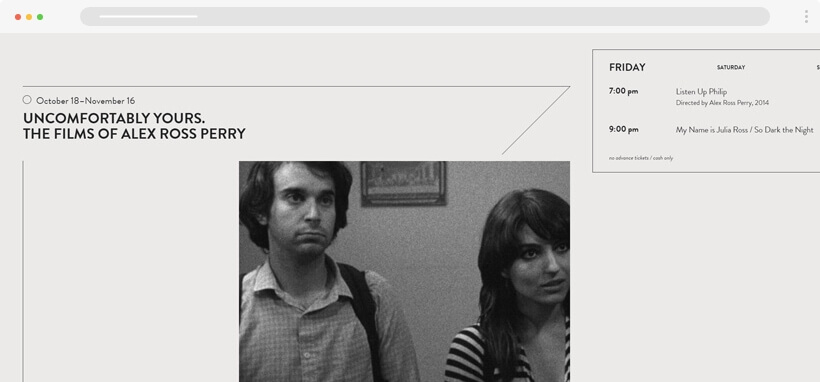 October 18–November 16
UNCOMFORTABLY YOURS.
THE FILMS OF ALEX ROSS PERRY
FRIDAY SATURDAY S
7:00 pm Listen Up Philip
Directed by Alex Ross Perry, 2014
9:00 pm My Name is Julia Ross / So Dark the Night
no advance tickets / cash only